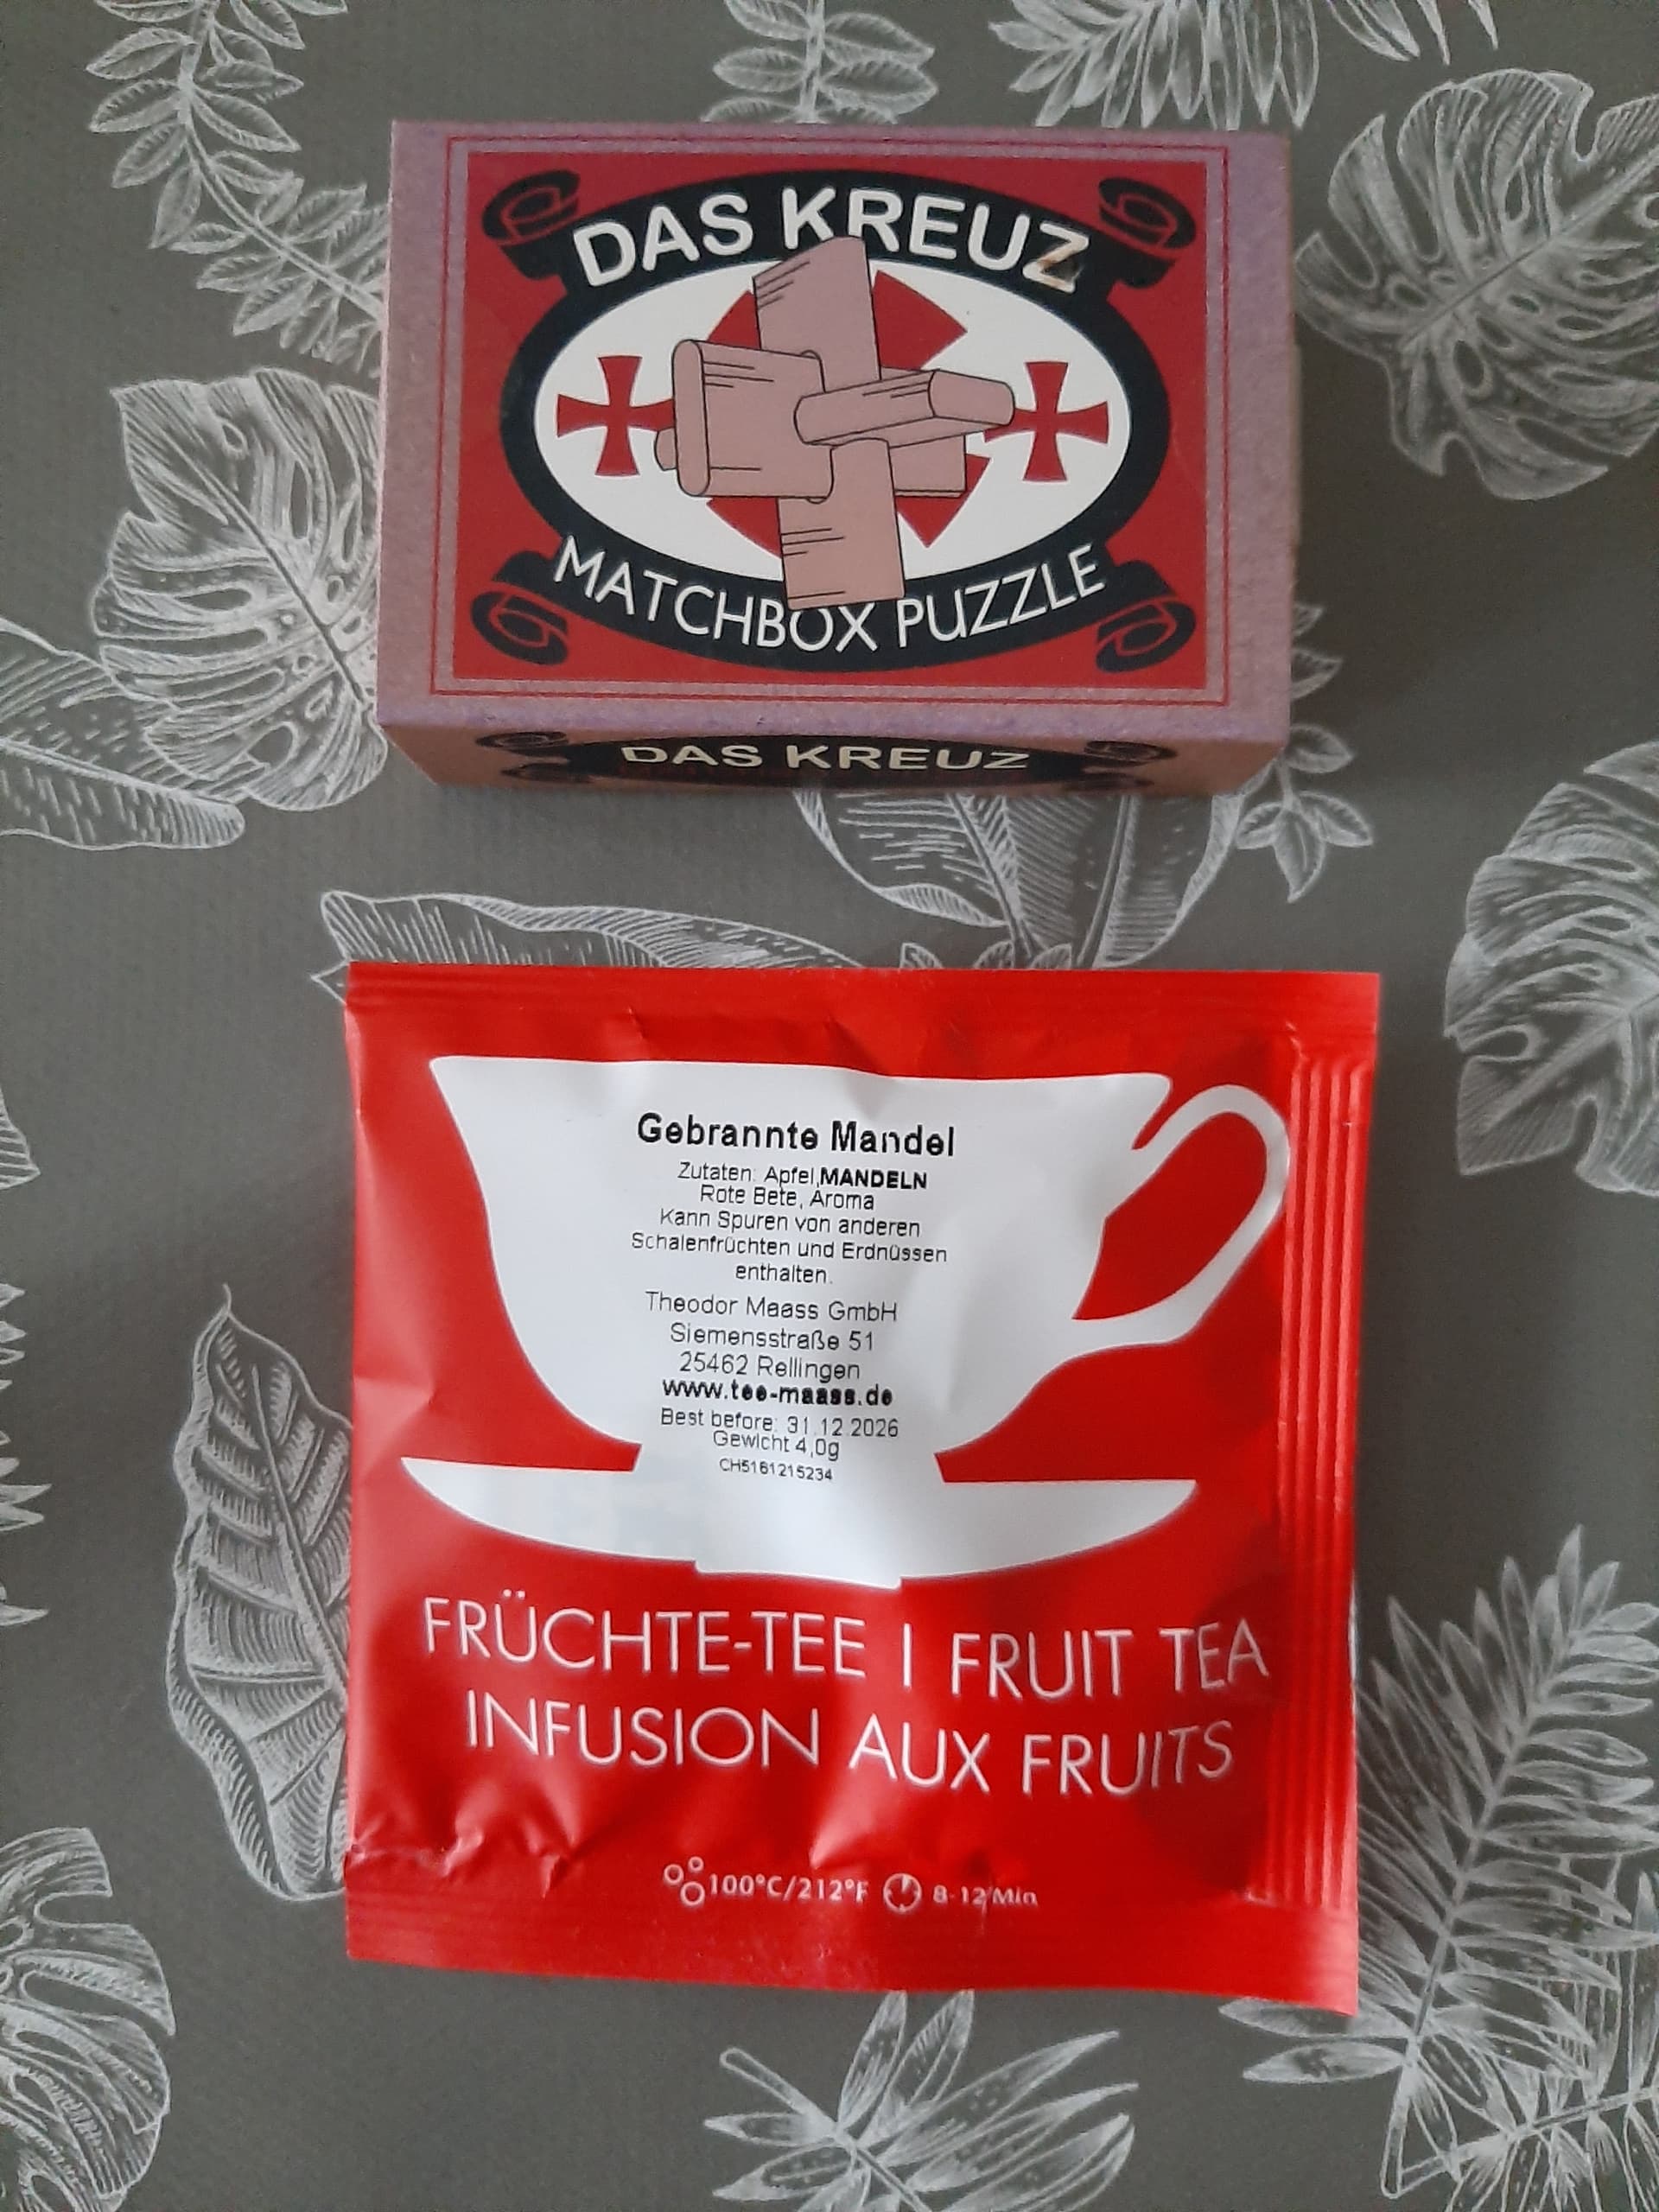 DAS KREUZ
MATCHBOX PUZZLE
DAS KREUZ
Gebrannte Mandel
Zutaten: Apfel,MANDELN
Rote Bete, Aroma
Kann Spuren von anderen
Schalenfrüchten und Erdnüssen
enthalten.
Theodor Maass GmbH
Siemensstraße 51
25462 Rellingen
www.tee-maass.de
Best before: 31.12.2026
Gewicht 4,0g
CH5161215234
FRÜCHTE-TEE | FRUIT TEA
INFUSION AUX FRUITS
100°C/212°F 8-12 Min